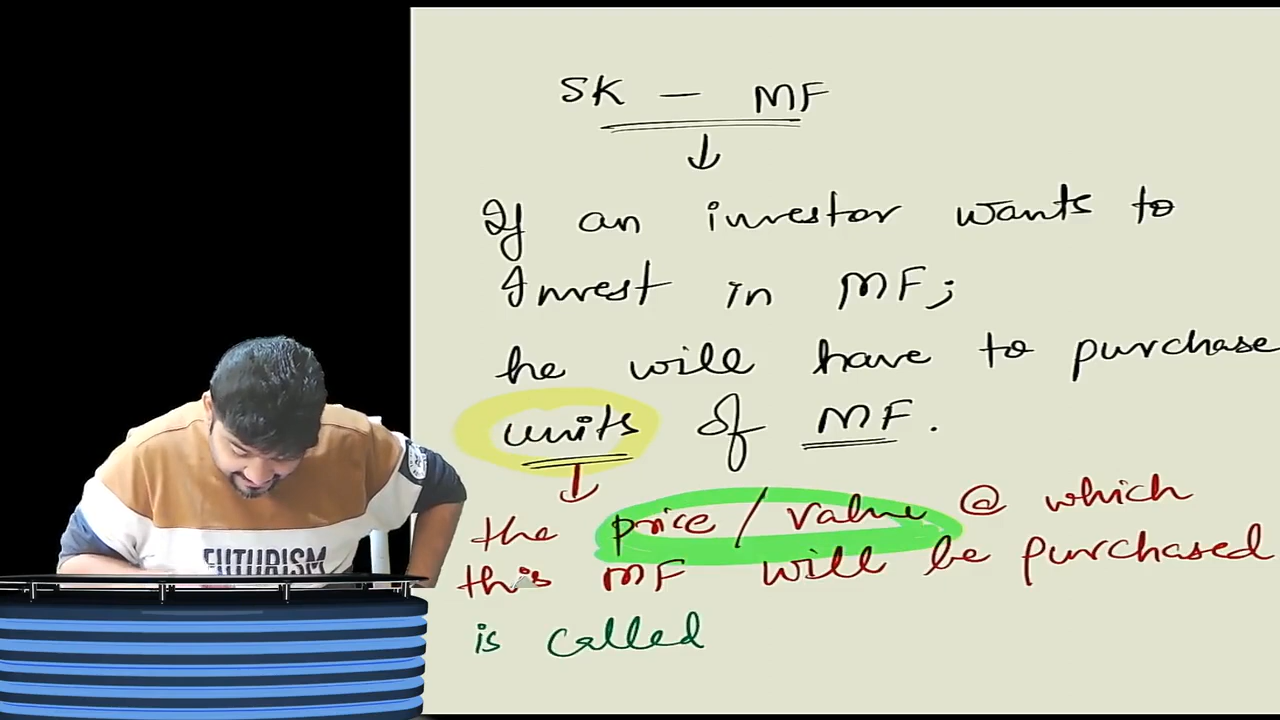 SK - MF
If an investor wants to
Invest in MF;
he will have to purchase
units of MF.
the price / value @ which
this MF will be purchased
is called
FUTURISM